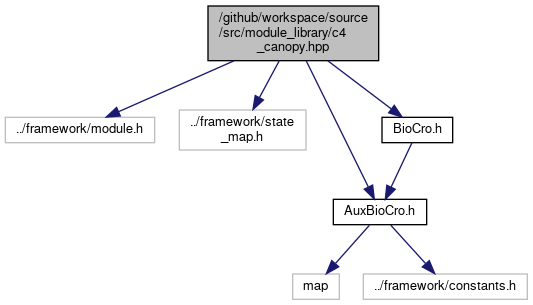 /github/workspace/source
/src/module_library/c4
_canopy.hpp
../framework/module.h
../framework/state
_map.h
BioCro.h
AuxBioCro.h
map
../framework/constants.h